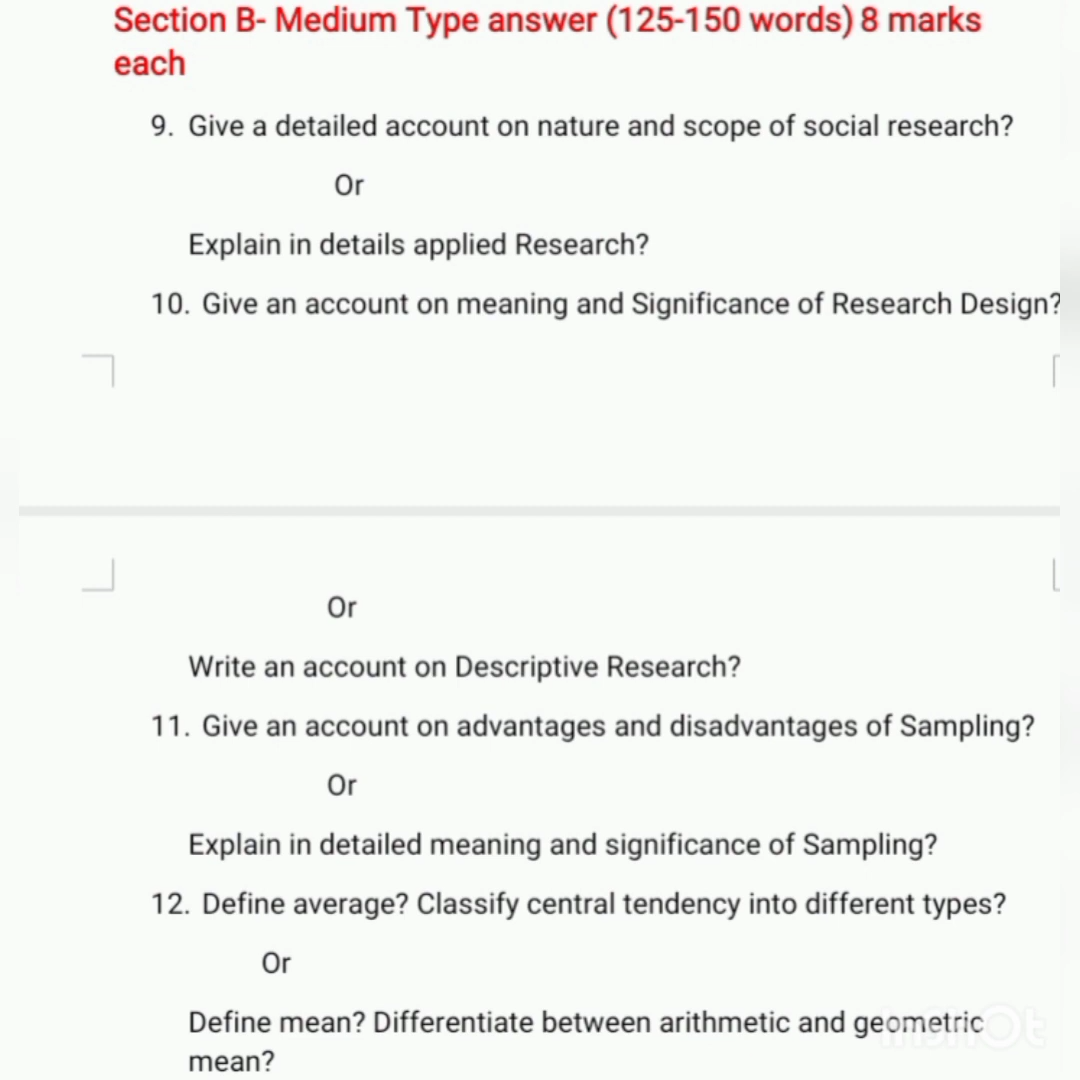 Section B- Medium Type answer (125-150 words) 8 marks
each
9. Give a detailed account on nature and scope of social research?
Or
Explain in details applied Research?
10. Give an account on meaning and Significance of Research Design?
Or
Write an account on Descriptive Research?
11. Give an account on advantages and disadvantages of Sampling?
Or
Explain in detailed meaning and significance of Sampling?
12. Define average? Classify central tendency into different types?
Or
Define mean? Differentiate between arithmetic and geometric
mean?
InShOt